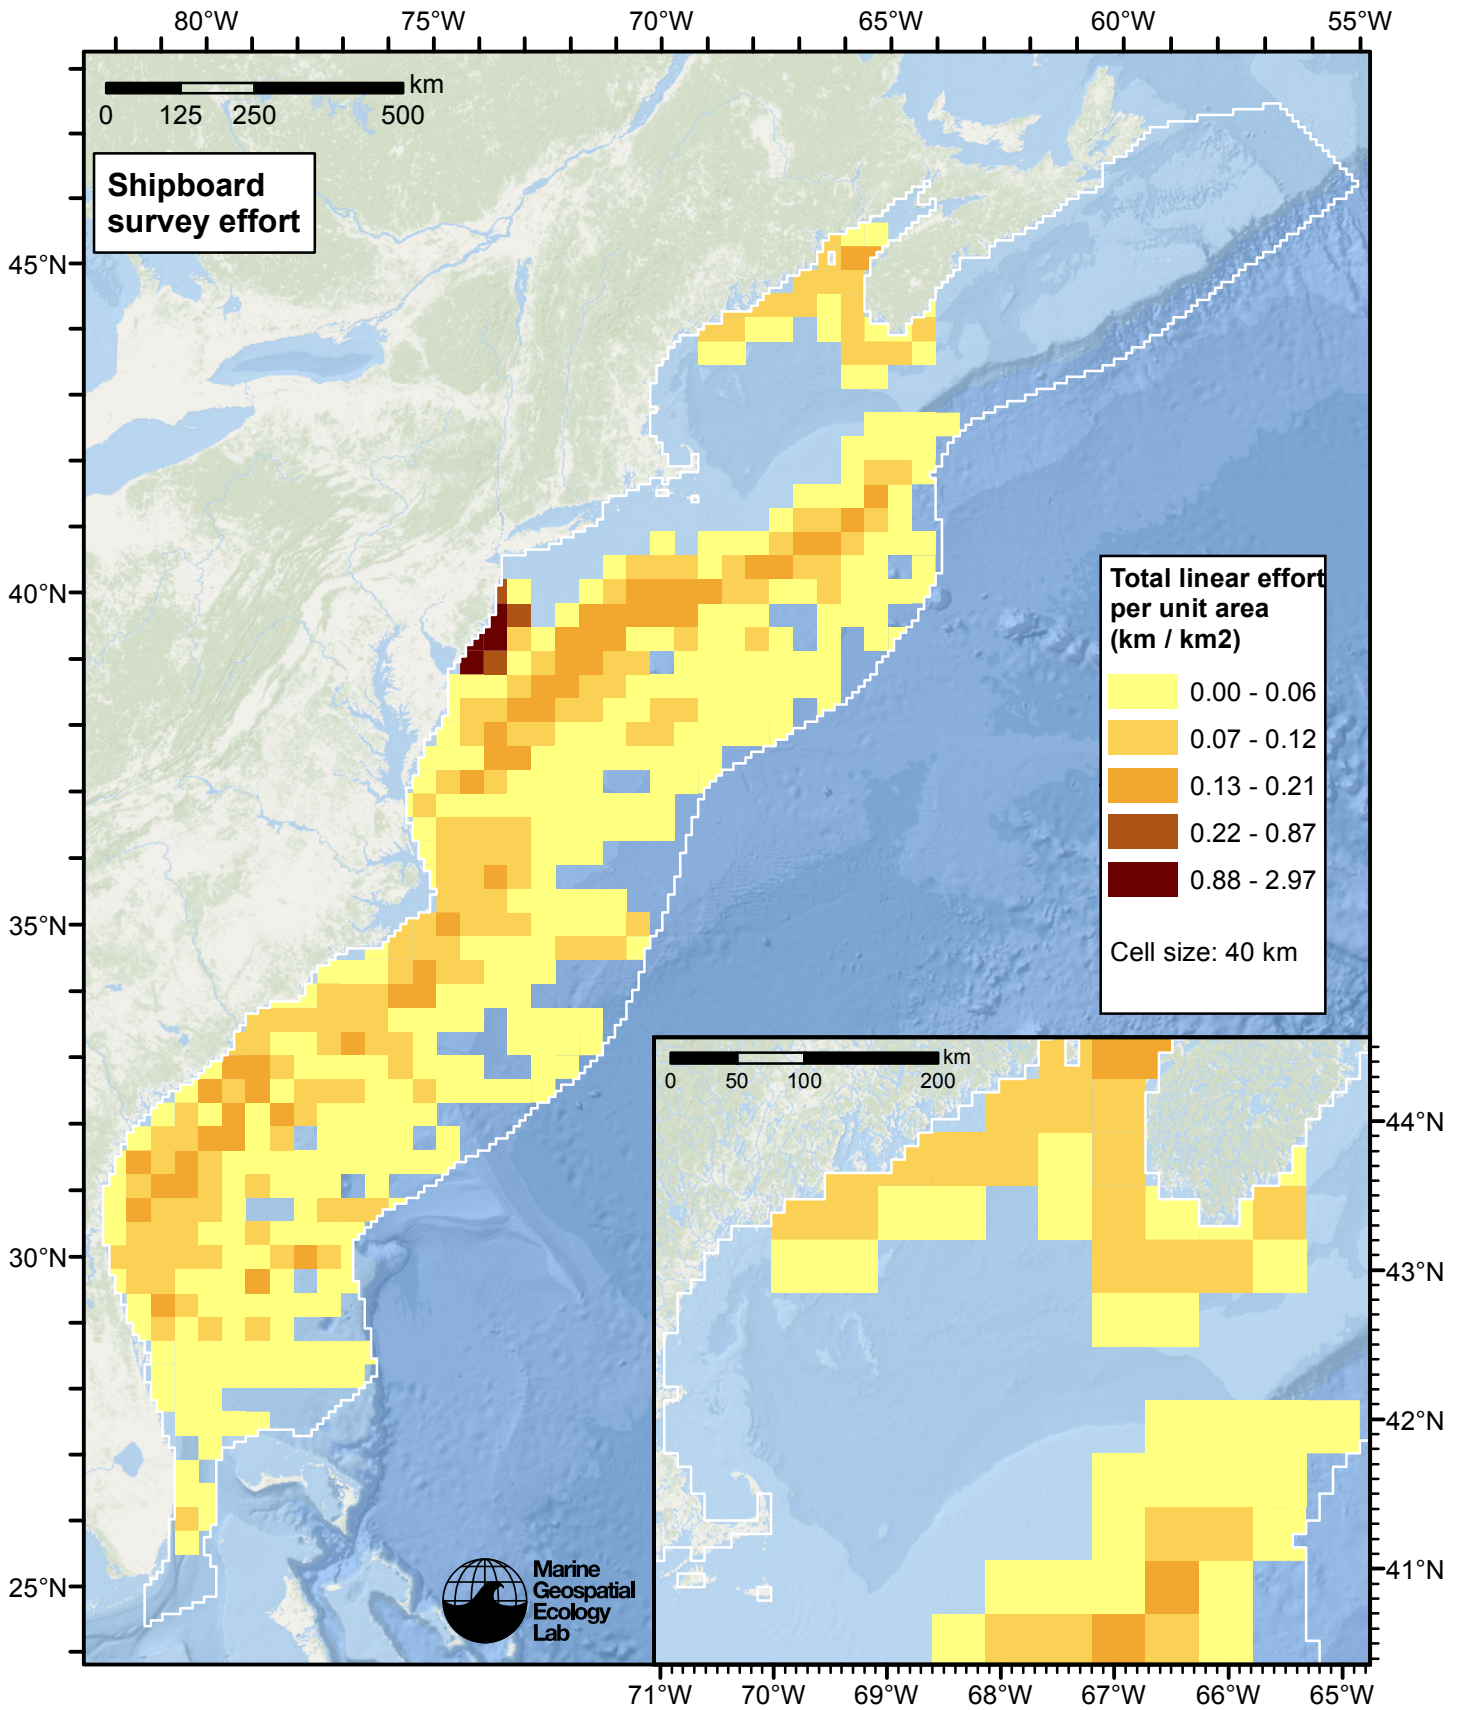 80°W 75°W 70°W 65°W 60°W 55°W
km
0 125 250 500
Shipboard
survey effort
45°N
40°N
35°N
30°N
25°N
Total linear effort
per unit area
(km / km2)
0.00 - 0.06
0.07 - 0.12
0.13 - 0.21
0.22 - 0.87
0.88 - 2.97
Cell size: 40 km
km
0 50 100 200
44°N
43°N
42°N
41°N
Marine
Geospatial
Ecology
Lab
71°W 70°W 69°W 68°W 67°W 66°W 65°W